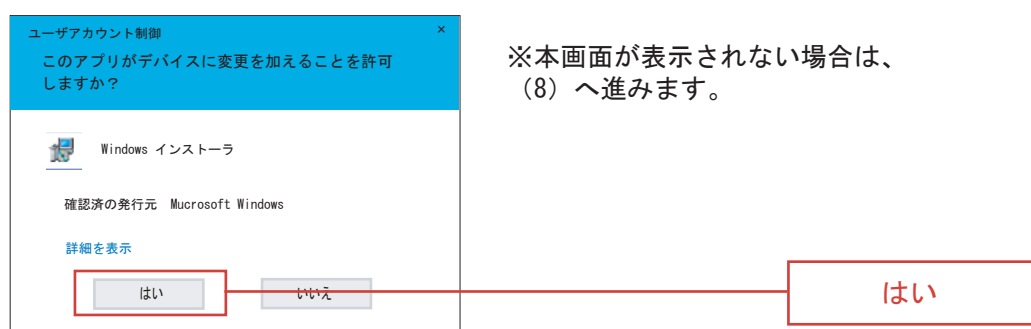 ユーザアカウント制御
×
このアプリがデバイスに変更を加えることを許可
しますか？
※本画面が表示されない場合は、
（8）へ進みます。
Windows インストーラ
確認済の発行元 Mucrosoft Windows
詳細を表示
はい
いいえ
はい